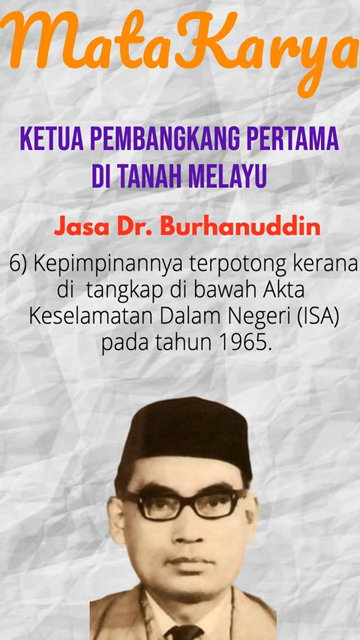 MataKarya
KETUA PEMBANGKANG PERTAMA
DI TANAH MELAYU
Jasa Dr. Burhanuddin
6) Kepimpinannya terpotong kerana
di tangkap di bawah Akta
Keselamatan Dalam Negeri (ISA)
pada tahun 1965.